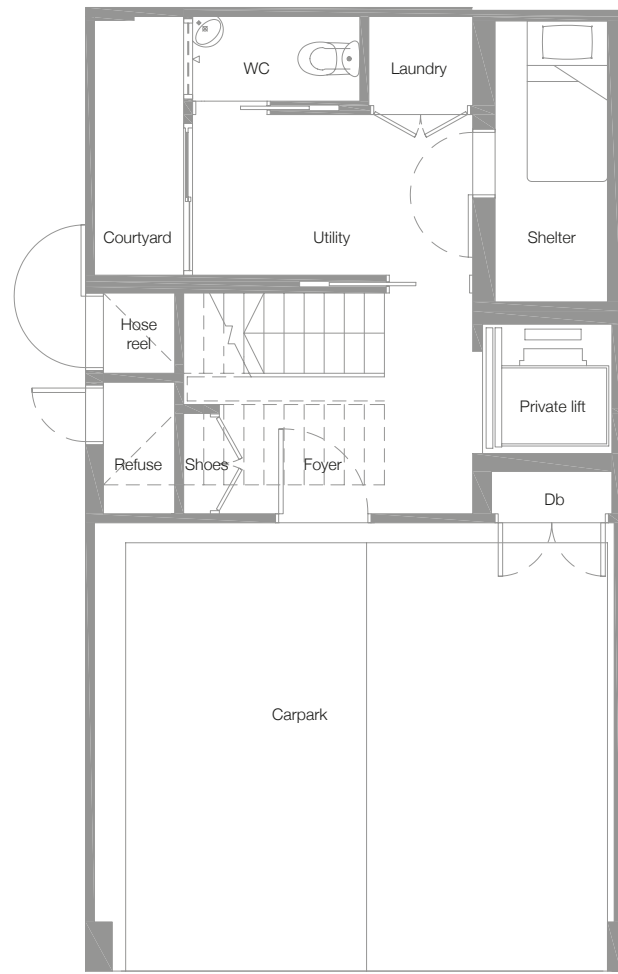 WC
Laundry
Courtyard
Utility
Shelter
Hose
reel
Private lift
Refuse
Shoes
Foyer
Db
Carpark